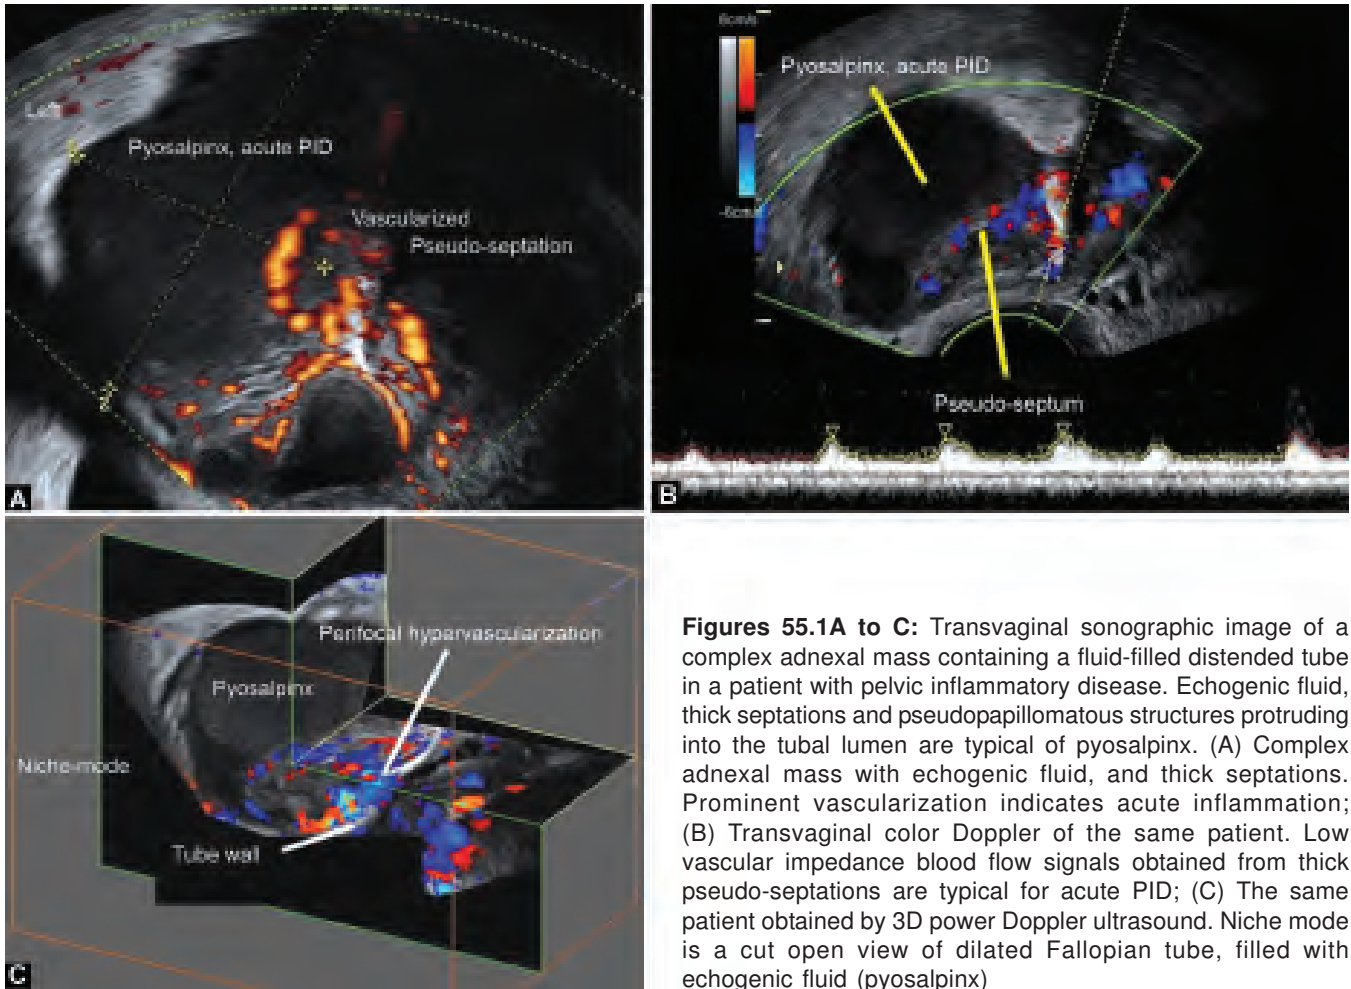 Left
Pyosalpinx, acute PID
Vascularized
Pseudo-septation
A
6cm/s
Pyosalpinx, acute PID
-6cm/s
Pseudo-septum
B
Perifocal hypervascularization
Pyosalpinx
Niche-mode
Tube wall
C
Figures 55.1A to C: Transvaginal sonographic image of a
complex adnexal mass containing a fluid-filled distended tube
in a patient with pelvic inflammatory disease. Echogenic fluid,
thick septations and pseudopapillomatous structures protruding
into the tubal lumen are typical of pyosalpinx. (A) Complex
adnexal mass with echogenic fluid, and thick septations.
Prominent vascularization indicates acute inflammation;
(B) Transvaginal color Doppler of the same patient. Low
vascular impedance blood flow signals obtained from thick
pseudo-septations are typical for acute PID; (C) The same
patient obtained by 3D power Doppler ultrasound. Niche mode
is a cut open view of dilated Fallopian tube, filled with
echogenic fluid (pyosalpinx)